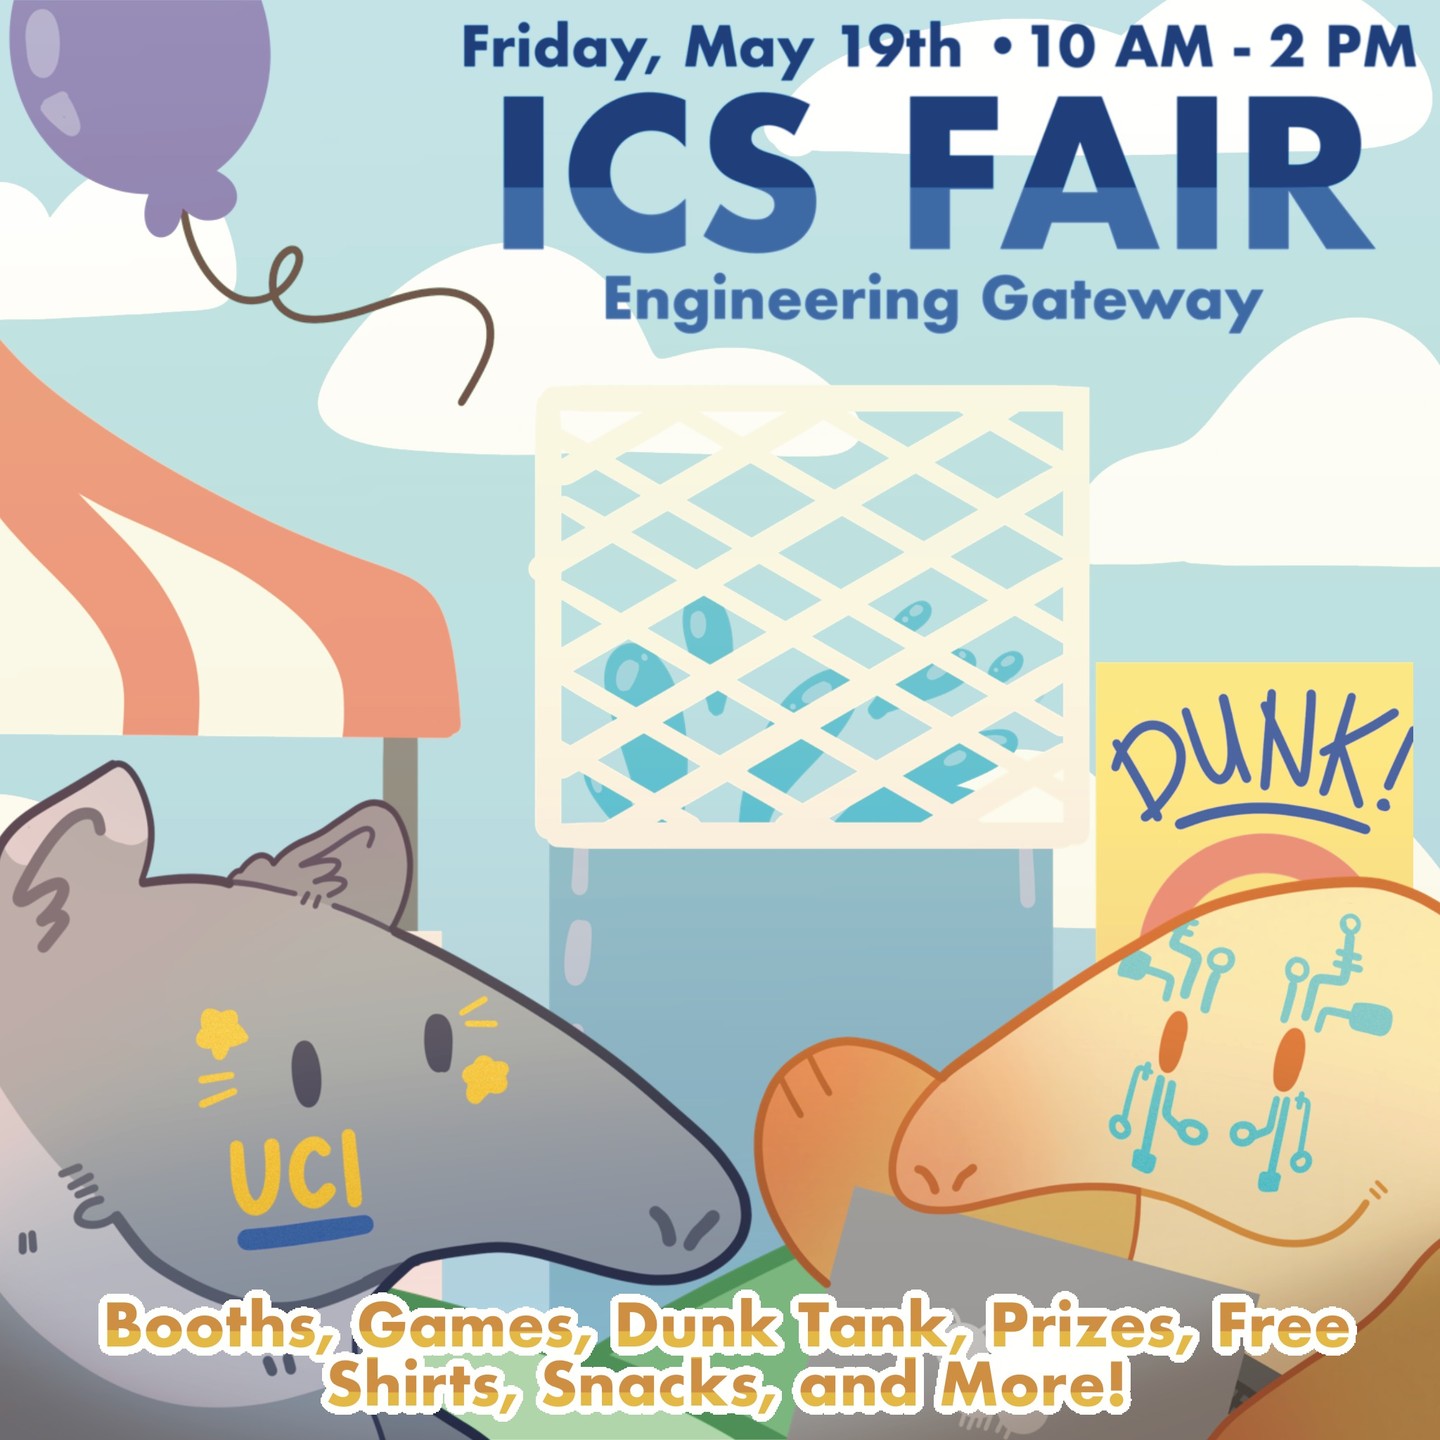 Friday, May 19th • 10 AM - 2 PM
ICS FAIR
Engineering Gateway
DUNK!
UCI
Booths, Games, Dunk Tank, Prizes, Free
Shirts, Snacks, and More!